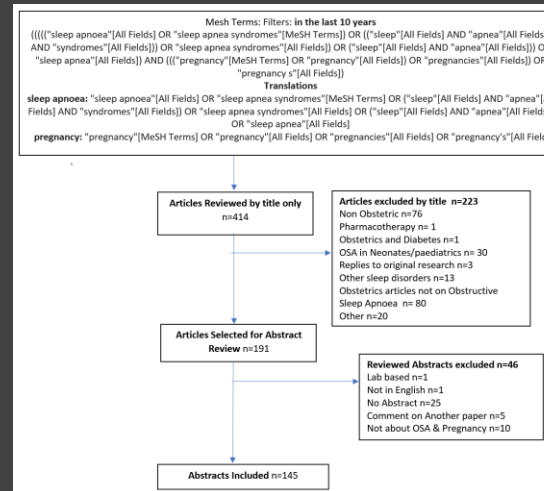 Mesh Terms: Filters: in the last 10 years
((((("sleep apnoea"[All Fields] OR "sleep apnea syndromes"[MeSH Terms]) OR (("sleep"[All Fields] AND "apnea"[All Fields]
AND "syndromes"[All Fields])) OR "sleep apnea syndromes"[All Fields]) OR ("sleep"[All Fields] AND "apnea"[All Fields])) O
"sleep apnea"[All Fields]) AND ((("pregnancy"[MeSH Terms] OR "pregnancy"[All Fields]) OR "pregnancies"[All Fields]) OR
"pregnancy s"[All Fields])
Translations
sleep apnoea: "sleep apnoea"[All Fields] OR "sleep apnea syndromes"[MeSH Terms] OR ("sleep"[All Fields] AND "apnea"[A
Fields] AND "syndromes"[All Fields]) OR "sleep apnea syndromes"[All Fields] OR ("sleep"[All Fields] AND "apnea"[All Fields
OR "sleep apnea"[All Fields]
pregnancy: "pregnancy"[MeSH Terms] OR "pregnancy"[All Fields] OR "pregnancies"[All Fields] OR "pregnancy's"[All Field
Articles Reviewed by title only
n=414
Articles excluded by title n=223
Non Obstetric n=76
Pharmacotherapy n= 1
Obstetrics and Diabetes n=1
OSA in Neonates/paediatrics n= 30
Replies to original research n=3
Other sleep disorders n=13
Obstetrics articles not on Obstructive
Sleep Apnoea n= 80
Other n=20
Articles Selected for Abstract
Review n=191
Reviewed Abstracts excluded n=46
Lab based n=1
Not in English n=1
No Abstract n=25
Comment on Another paper n=5
Not about OSA & Pregnancy n=10
Abstracts Included n=145